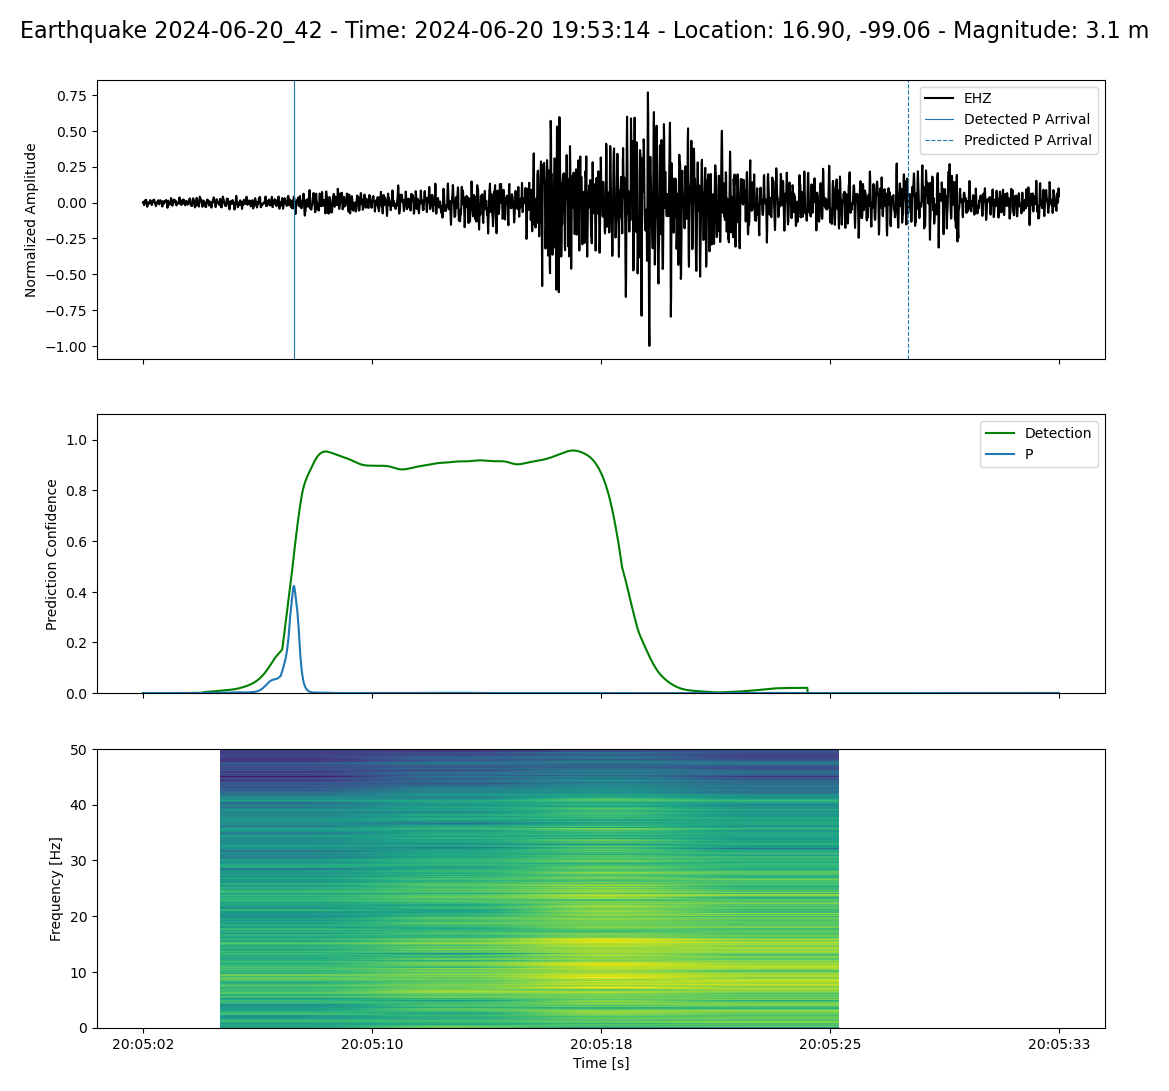 Earthquake 2024-06-20_42 - Time: 2024-06-20 19:53:14 - Location: 16.90, -99.06 - Magnitude: 3.1 m
Normalized Amplitude
0.75
0.50
0.25
0.00
−0.25
−0.50
−0.75
−1.00
EHZ
Detected P Arrival
Predicted P Arrival
Prediction Confidence
1.0
0.8
0.6
0.4
0.2
0.0
Detection
P
Frequency [Hz]
50
40
30
20
10
0
20:05:02 20:05:10 20:05:18 20:05:25 20:05:33
Time [s]